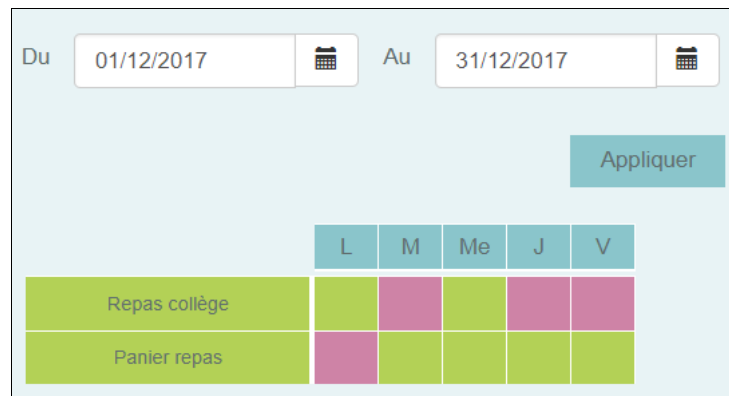 Du 01/12/2017 Au 31/12/2017
Appliquer
L M Me J V
Repas collège
Panier repas